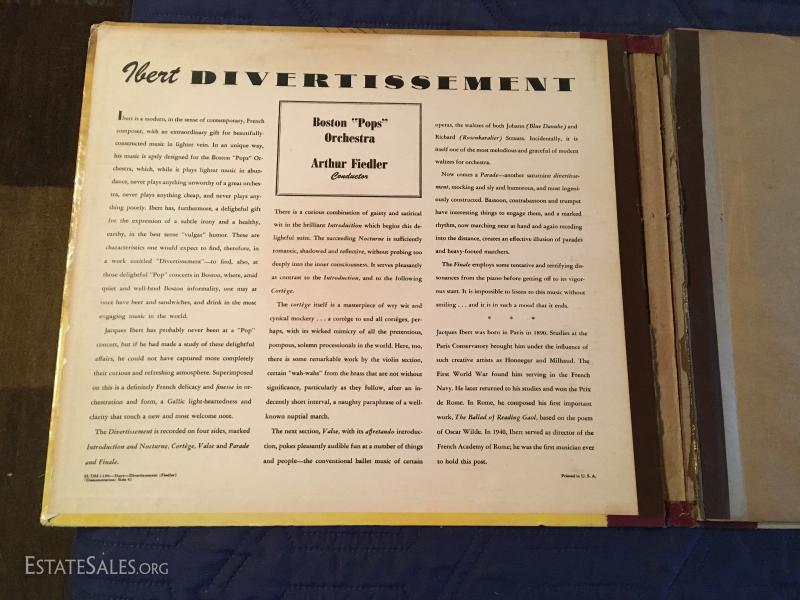 Ibert DIVERTISSEMENT
Ibert is a modern, in the sense of contemporary, French
composer, with an extraordinary gift for beautifully-
constructed music in lighter vein. In an unique way,
his music is aptly designed for the Boston "Pops" Or-
chestra, which, while it plays lighter music in abun-
dance, never plays anything unworthy of a great orches-
tra, never plays anything cheap, and never plays any-
thing poorly. Ibert has, furthermore, a delightful gift
for the expression of a subtle irony and a healthy,
earthy, in the best sense "vulgar" humor. These are
characteristics one would expect to find, therefore, in
a work entitled "Divertissement"—to find, also, at
those delightful "Pop" concerts in Boston, where, amid
quiet and well-bred Boston informality, one may at
once have beer and sandwiches, and drink in the most
engaging music in the world.
Jacques Ibert has probably never been at a "Pop"
concert, but if he had made a study of these delightful
affairs, he could not have captured more completely
their curious and refreshing atmosphere. Superimposed
on this is a definitely French delicacy and finesse in or-
chestration and form, a Gallic light-heartedness and
clarity that touch a new and most welcome note.
The Divertissement is recorded on four sides, marked
Introduction and Nocturne, Cortège, Valse and Parade
and Finale.
Boston "Pops"
Orchestra
Arthur Fiedler
Conductor
There is a curious combination of gaiety and satirical
wit in the brilliant Introduction which begins this de-
lightful suite. The succeeding Nocturne is sufficiently
romantic, shadowed and reflective, without probing too
deeply into the inner consciousness. It serves pleasantly
as contrast to the Introduction, and to the following
Cortège.
The cortège itself is a masterpiece of wry wit and
cynical mockery . . . a cortège to end all cortèges, per-
haps, with its wicked mimicry of all the pretentious,
pompous, solemn processionals in the world. Here, too,
there is some remarkable work by the violin section,
certain "wah-wahs" from the brass that are not without
significance, particularly as they follow, after an in-
decently short interval, a naughty paraphrase of a well-
known nuptial march.
The next section, Valse, with its affretando introduc-
tion, pokes pleasantly audible fun at a number of things
and people—the conventional ballet music of certain
operas, the waltzes of both Johann (Blue Danube) and
Richard (Rosenkavalier) Strauss. Incidentally, it is
itself one of the most melodious and graceful of modern
waltzes for orchestra.
Now comes a Parade—another saturnine divertisse-
ment, mocking and sly and humorous, and most ingeni-
ously constructed. Bassoon, contrabassoon and trumpet
have interesting things to engage them, and a marked
rhythm, now marching near at hand and again receding
into the distance, creates an effective illusion of parades
and heavy-footed marchers.
The Finale employs some tentative and terrifying dis-
sonances from the piano before getting off to its vigor-
ous start. It is impossible to listen to this music without
smiling . . . and it is in such a mood that it ends.
* * *
Jacques Ibert was born in Paris in 1890. Studies at the
Paris Conservatory brought him under the influence of
such creative artists as Honneger and Milhaud. The
First World War found him serving in the French
Navy. He later returned to his studies and won the Prix
de Rome. In Rome, he composed his first important
work, The Ballad of Reading Gaol, based on the poem
of Oscar Wilde. In 1940, Ibert served as director of the
French Academy of Rome; he was the first musician ever
to hold this post.
Ibert—Divertissement (Fiedler)
Printed in U. S. A.
ESTATESALES.ORG